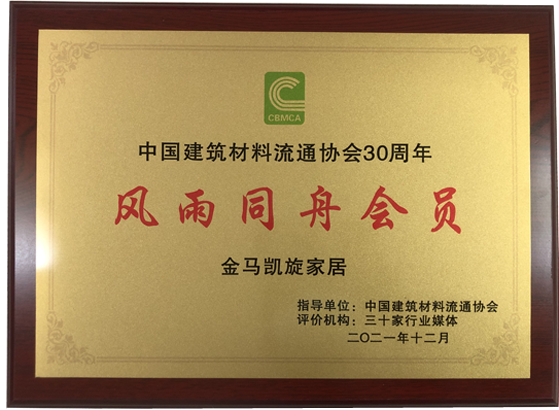 CBMCA
中国建筑材料流通协会30周年
风雨同舟会员
金马凯旋家居
指导单位：中国建筑材料流通协会
评价机构：三十家行业媒体
二〇二一年十二月